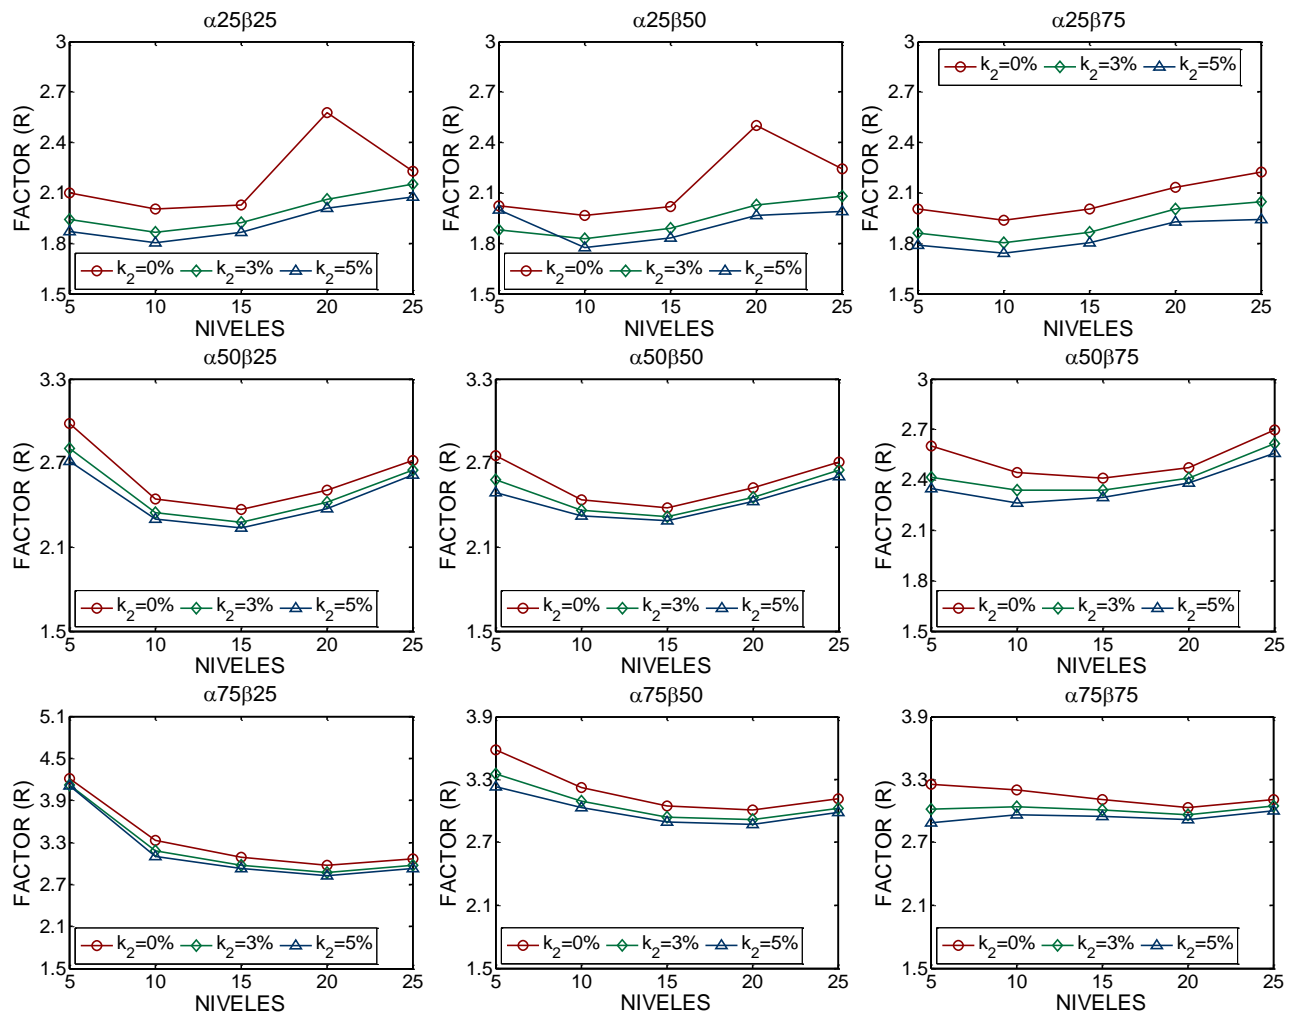 α25β25
3
2.7
2.4
2.1
1.8
1.5
FACTOR (R)
k2=0% k2=3% k2=5%
5 10 15 20 25
NIVELES
α25β50
3
2.7
2.4
2.1
1.8
1.5
FACTOR (R)
k2=0% k2=3% k2=5%
5 10 15 20 25
NIVELES
α25β75
3
2.7
2.4
2.1
1.8
1.5
FACTOR (R)
k2=0% k2=3% k2=5%
5 10 15 20 25
NIVELES
α50β25
3.3
2.7
2.1
1.5
FACTOR (R)
k2=0% k2=3% k2=5%
5 10 15 20 25
NIVELES
α50β50
3.3
2.7
2.1
1.5
FACTOR (R)
k2=0% k2=3% k2=5%
5 10 15 20 25
NIVELES
α50β75
3
2.7
2.4
2.1
1.8
1.5
FACTOR (R)
k2=0% k2=3% k2=5%
5 10 15 20 25
NIVELES
α75β25
5.1
4.5
3.9
3.3
2.7
2.1
1.5
FACTOR (R)
k2=0% k2=3% k2=5%
5 10 15 20 25
NIVELES
α75β50
3.9
3.3
2.7
2.1
1.5
FACTOR (R)
k2=0% k2=3% k2=5%
5 10 15 20 25
NIVELES
α75β75
3.9
3.3
2.7
2.1
1.5
FACTOR (R)
k2=0% k2=3% k2=5%
5 10 15 20 25
NIVELES